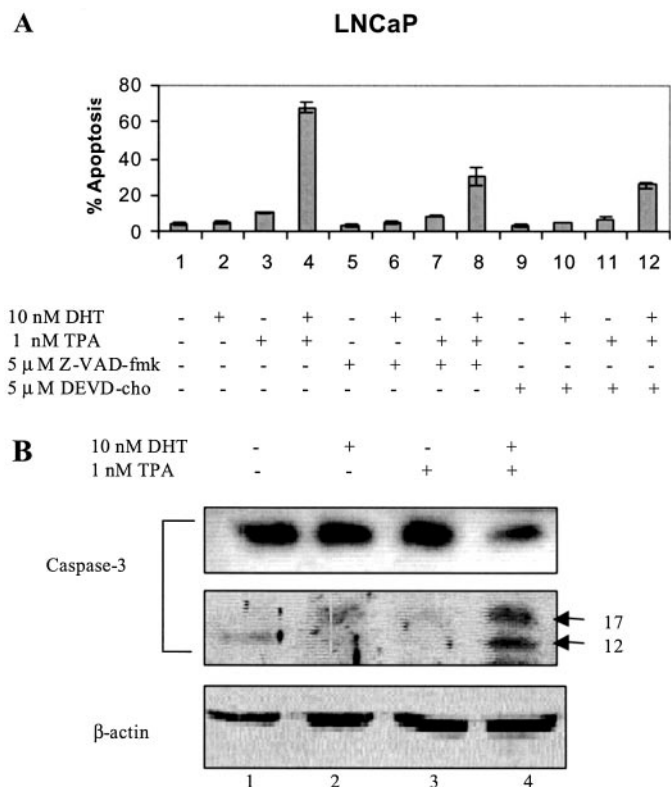 A
LNCaP
% Apoptosis
80
60
40
20
0
1 2 3 4 5 6 7 8 9 10 11 12
10 nM DHT - + - + - + - + - + - +
1 nM TPA - - + + - - + + - - + +
5 μM Z-VAD-fmk - - - - + + + + - - - -
5 μM DEVD-cho - - - - - - - - + + + +
B
10 nM DHT - + - +
1 nM TPA - - + +
Caspase-3
17
12
β-actin
1 2 3 4